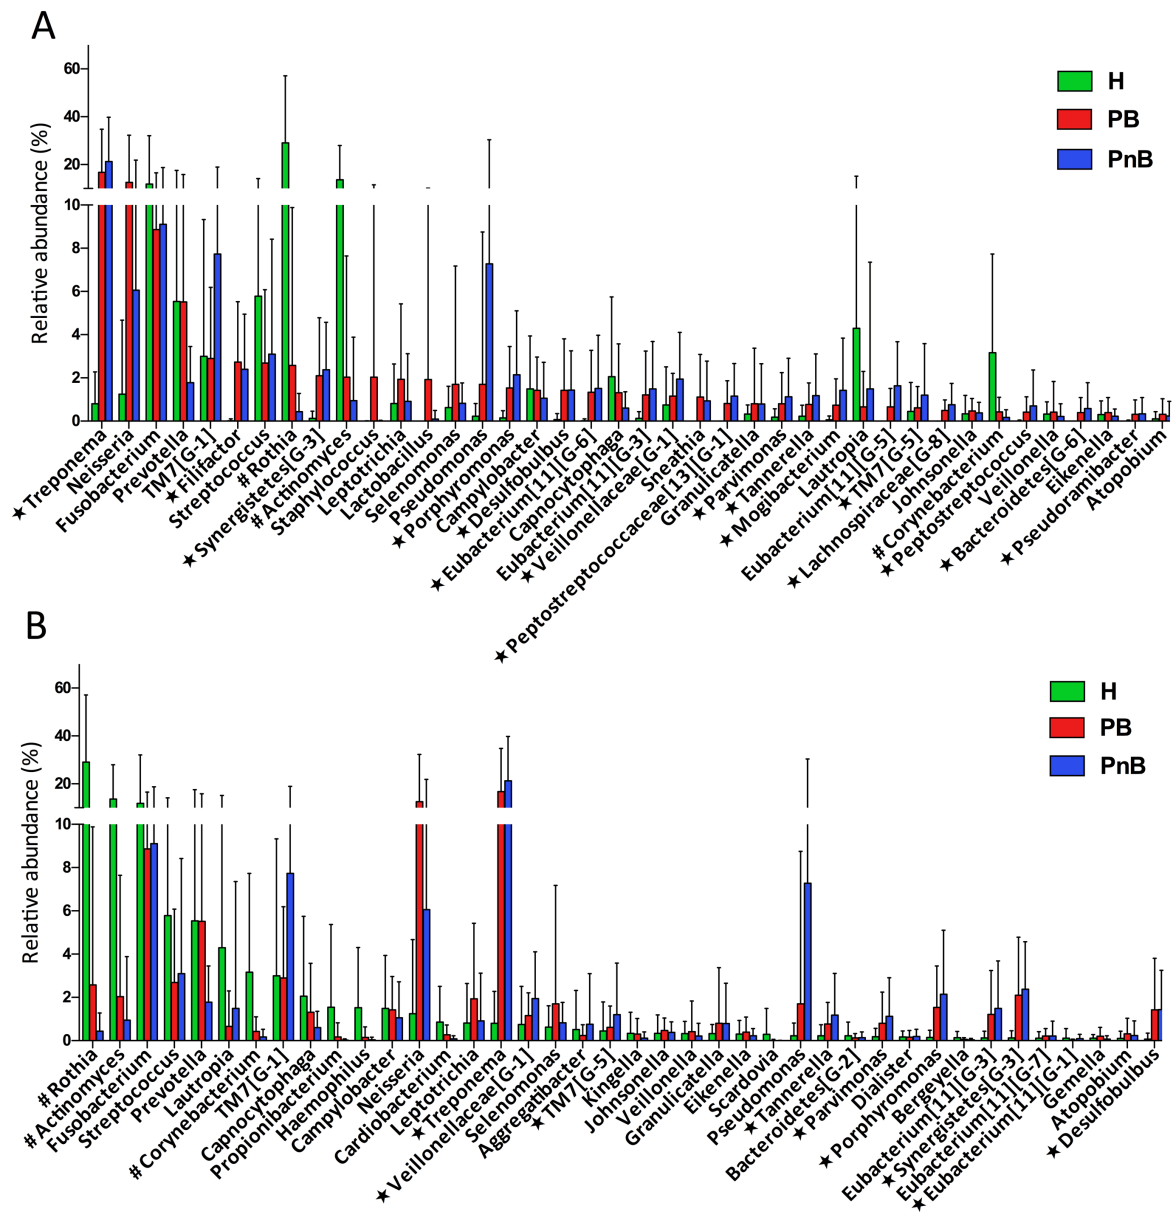 A
Relative abundance (%)
60
40
20
10
8
6
4
2
0
H
PB
PnB
★ Treponema
Neisseria
Fusobacterium
Prevotella
TM7[G-1]
★ Filifactor
Streptococcus
# Rothia
★ Synergistetes[G-3]
# Actinomyces
Staphylococcus
Leptotrichia
Lactobacillus
Selenomonas
Pseudomonas
★ Porphyromonas
Campylobacter
★ Desulfobulbus
★ Eubacterium[11][G-6]
Capnocytophaga
Eubacterium[11][G-3]
★ Veillonellaceae[G-1]
Sneathia
★ Peptostreptococcaceae[13][G-1]
Granulicatella
★ Parvimonas
★ Tannerella
★ Mogibacterium
Lautropia
Eubacterium[11][G-5]
★ TM7[G-5]
★ Lachnospiraceae[G-8]
Johnsonella
# Corynebacterium
★ Peptostreptococcus
Veillonella
★ Bacteroidetes[G-6]
Eikenella
★ Pseudoramibacter
Atopobium
B
Relative abundance (%)
60
40
20
10
8
6
4
2
0
H
PB
PnB
# Rothia
# Actinomyces
Fusobacterium
Streptococcus
Prevotella
Lautropia
# Corynebacterium
TM7[G-1]
Capnocytophaga
Propionibacterium
Haemophilus
Campylobacter
Neisseria
Cardiobacterium
Leptotrichia
★ Treponema
★ Veillonellaceae[G-1]
Selenomonas
Aggregatibacter
★ TM7[G-5]
Kingella
Johnsonella
Veillonella
Granulicatella
Eikenella
Scardovia
Pseudomonas
★ Tannerella
Bacteroidetes[G-2]
★ Parvimonas
Dialister
★ Porphyromonas
Bergeyella
Eubacterium[11][G-3]
★ Synergistetes[G-3]
Eubacterium[11][G-7]
★ Eubacterium[11][G-1]
Gemella
Atopobium
★ Desulfobulbus